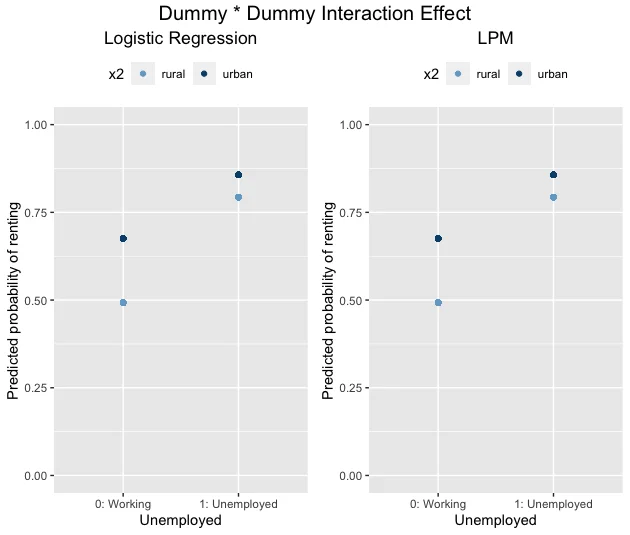 Dummy * Dummy Interaction Effect
Logistic Regression
x2 rural urban
Predicted probability of renting
1.00
0.75
0.50
0.25
0.00
0: Working 1: Unemployed
Unemployed
LPM
x2 rural urban
Predicted probability of renting
1.00
0.75
0.50
0.25
0.00
0: Working 1: Unemployed
Unemployed